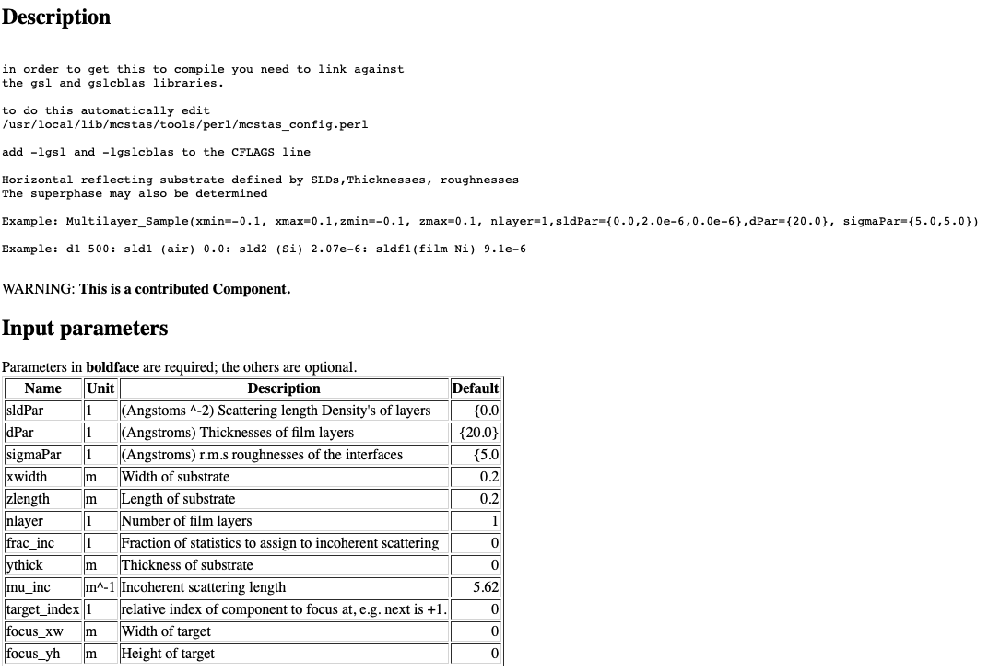 Description
in order to get this to compile you need to link against
the gsl and gslcblas libraries.
to do this automatically edit
/usr/local/lib/mcstas/tools/perl/mcstas_config.perl
add -lgsl and -lgslcblas to the CFLAGS line
Horizontal reflecting substrate defined by SLDs,Thicknesses, roughnesses
The superphase may also be determined
Example: Multilayer_Sample(xmin=-0.1, xmax=0.1,zmin=-0.1, zmax=0.1, nlayer=1,sldPar={0.0,2.0e-6,0.0e-6},dPar={20.0}, sigmaPar={5.0,5.0})
Example: d1 500: sld1 (air) 0.0: sld2 (Si) 2.07e-6: sldf1(film Ni) 9.1e-6
WARNING: This is a contributed Component.
Input parameters
Parameters in boldface are required; the others are optional.
Name Unit Description Default
sldPar 1 (Angstoms ^-2) Scattering length Density's of layers {0.0
dPar 1 (Angstroms) Thicknesses of film layers {20.0}
sigmaPar 1 (Angstroms) r.m.s roughnesses of the interfaces {5.0
xwidth m Width of substrate 0.2
zlength m Length of substrate 0.2
nlayer 1 Number of film layers 1
frac_inc 1 Fraction of statistics to assign to incoherent scattering 0
ythick m Thickness of substrate 0
mu_inc m^-1 Incoherent scattering length 5.62
target_index 1 relative index of component to focus at, e.g. next is +1. 0
focus_xw m Width of target 0
focus_yh m Height of target 0